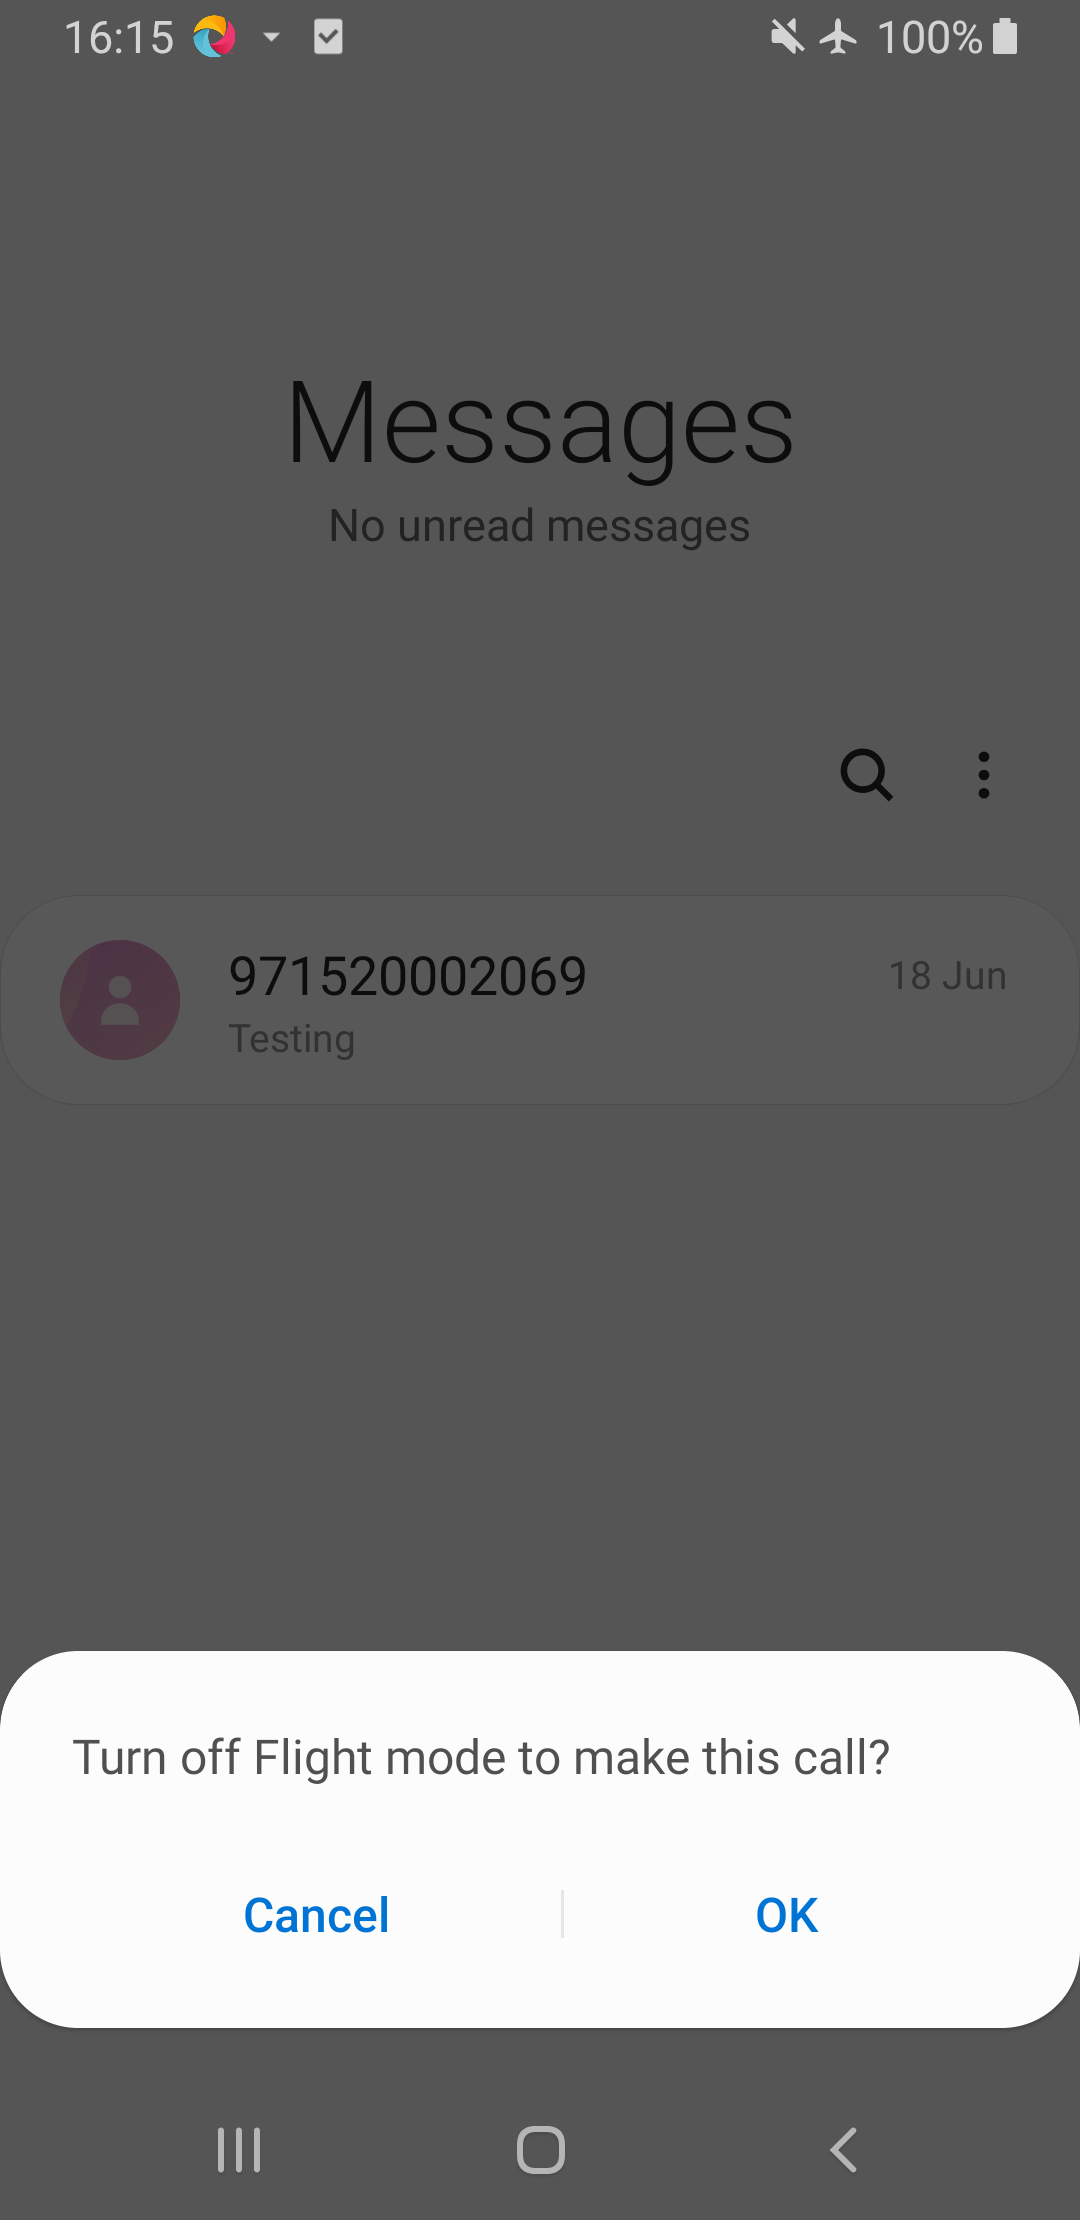 16:15 100%
Messages
No unread messages
971520002069 18 Jun
Testing
Turn off Flight mode to make this call?
Cancel OK